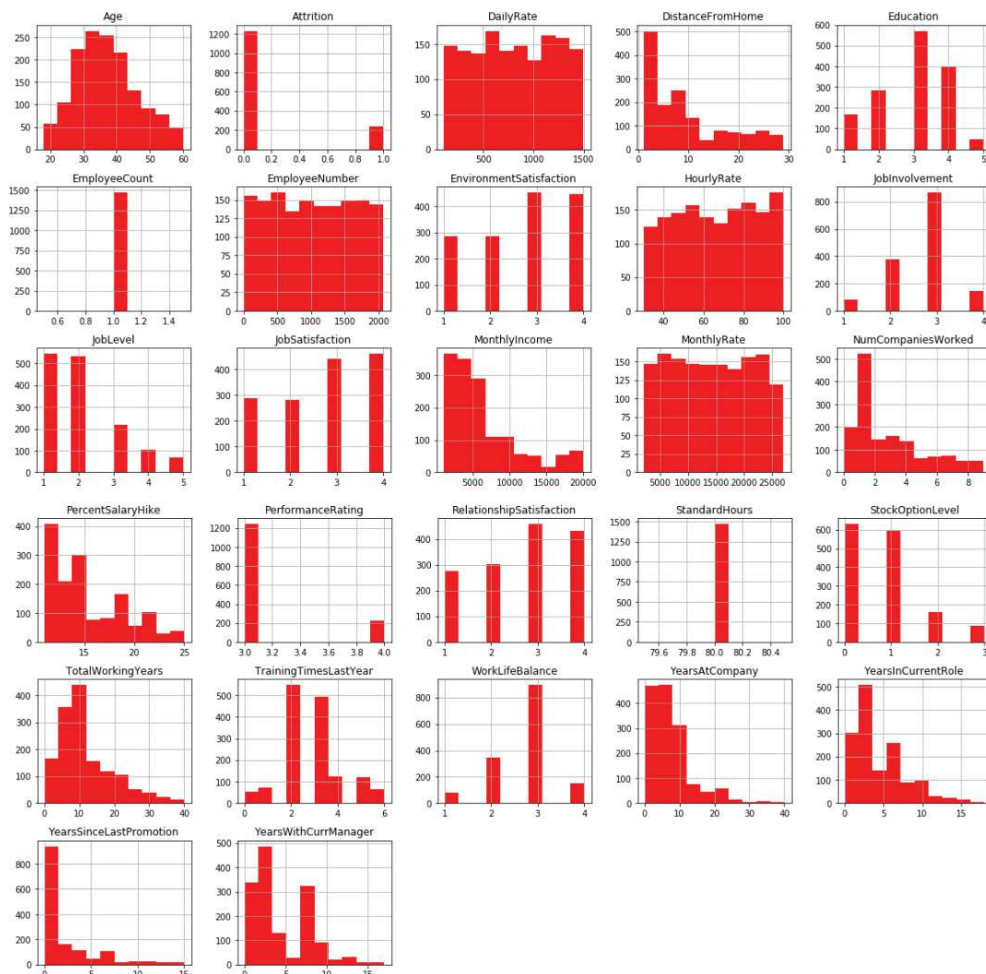 Age
250
200
150
100
50
0
20 30 40 50 60
Attrition
1200
1000
800
600
400
200
0
0.0 0.2 0.4 0.6 0.8 1.0
DailyRate
150
100
50
0
500 1000 1500
DistanceFromHome
500
400
300
200
100
0
0 10 20 30
Education
600
500
400
300
200
100
0
1 2 3 4 5
EmployeeCount
1500
1250
1000
750
500
250
0
0.6 0.8 1.0 1.2 1.4
EmployeeNumber
150
125
100
75
50
25
0
0 500 1000 1500 2000
EnvironmentSatisfaction
400
300
200
100
0
1 2 3 4
HourlyRate
150
100
50
0
40 60 80 100
JobInvolvement
800
600
400
200
0
1 2 3 4
JobLevel
500
400
300
200
100
0
1 2 3 4 5
JobSatisfaction
400
300
200
100
0
1 2 3 4
MonthlyIncome
300
200
100
0
5000 10000 15000 20000
MonthlyRate
150
125
100
75
50
25
0
5000 10000 15000 20000 25000
NumCompaniesWorked
500
400
300
200
100
0
0 2 4 6 8
PercentSalaryHike
400
300
200
100
0
15 20 25
PerformanceRating
1200
1000
800
600
400
200
0
3.0 3.2 3.4 3.6 3.8 4.0
RelationshipSatisfaction
400
300
200
100
0
1 2 3 4
StandardHours
1500
1250
1000
750
500
250
0
79.6 79.8 80.0 80.2 80.4
StockOptionLevel
600
500
400
300
200
100
0
0 1 2 3
TotalWorkingYears
400
300
200
100
0
0 10 20 30 40
TrainingTimesLastYear
500
400
300
200
100
0
0 2 4 6
WorkLifeBalance
800
600
400
200
0
1 2 3 4
YearsAtCompany
400
300
200
100
0
0 10 20 30 40
YearsInCurrentRole
500
400
300
200
100
0
0 5 10 15
YearsSinceLastPromotion
800
600
400
200
0
0 5 10 15
YearsWithCurrManager
500
400
300
200
100
0
0 5 10 15